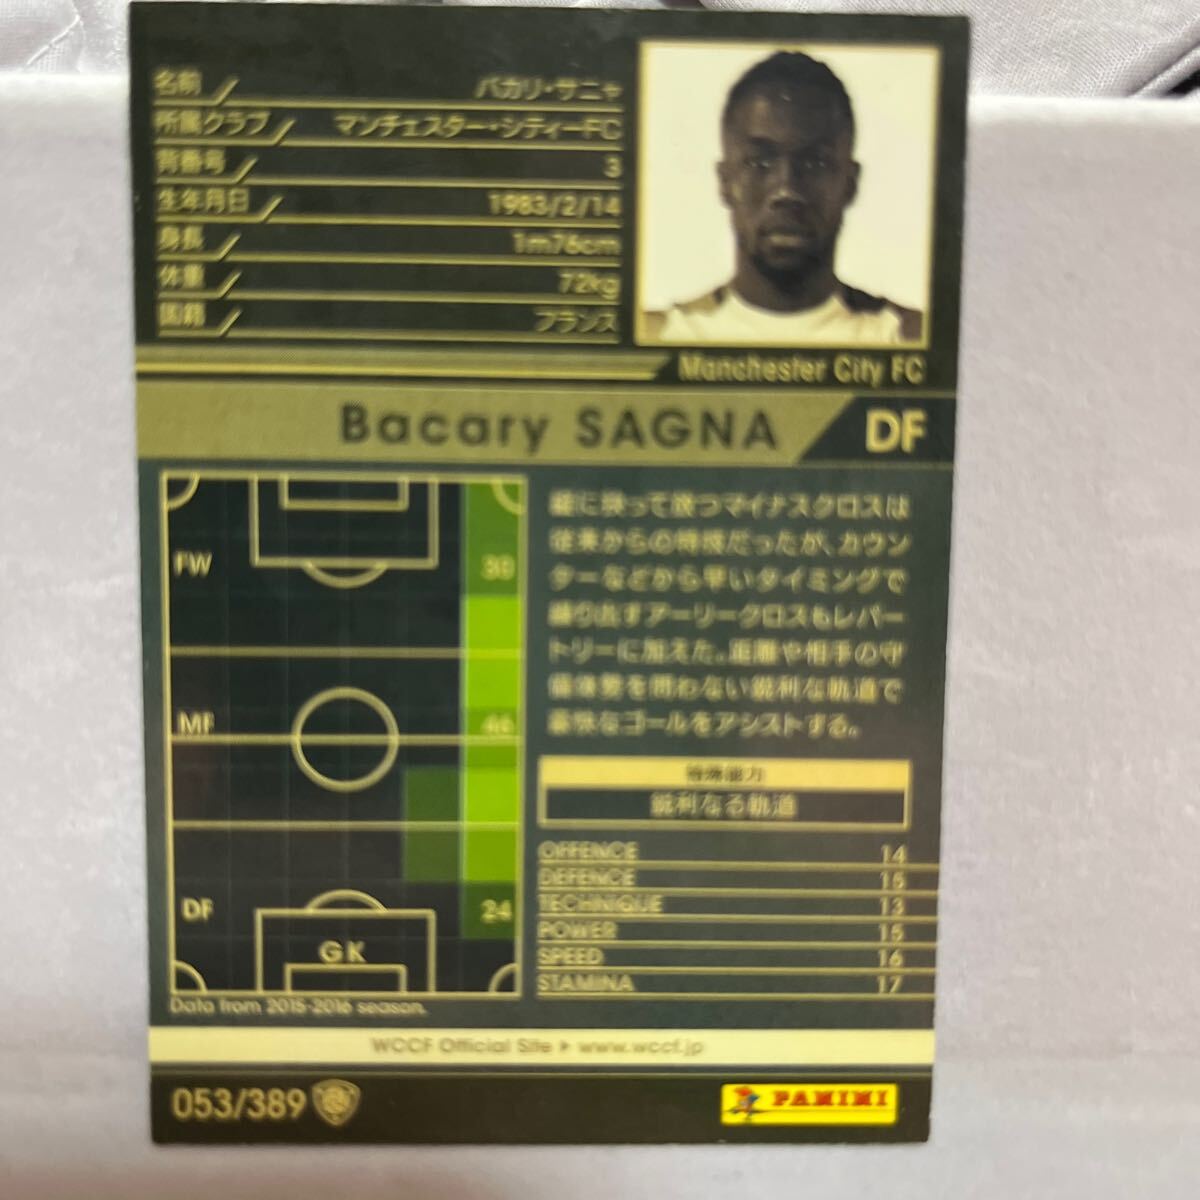 名前 バカリ・サニャ
所属クラブ マンチェスター・シティーFC
背番号 3
生年月日 1983/2/14
身長 1m76cm
体重 72kg
国籍 フランス
Manchester City FC
Bacary SAGNA DF
FW 30
MF
DF 24
GK
Data from 2015-2016 season.
縦に突って放つマイナスクロスは
従来からの特技だったが、カウン
ターなどから早いタイミングで
繰り出すアーリークロスもレパー
トリーに加えた。距離や相手の守
備体勢を問わない鋭利な軌道で
豪快なゴールをアシストする。
特殊能力
鋭利なる軌道
OFFENCE 14
DEFENCE 15
TECHNIQUE 13
POWER 15
SPEED 16
STAMINA 17
WCCF Official Site ▶ www.wccf.jp
053/389
PANINI